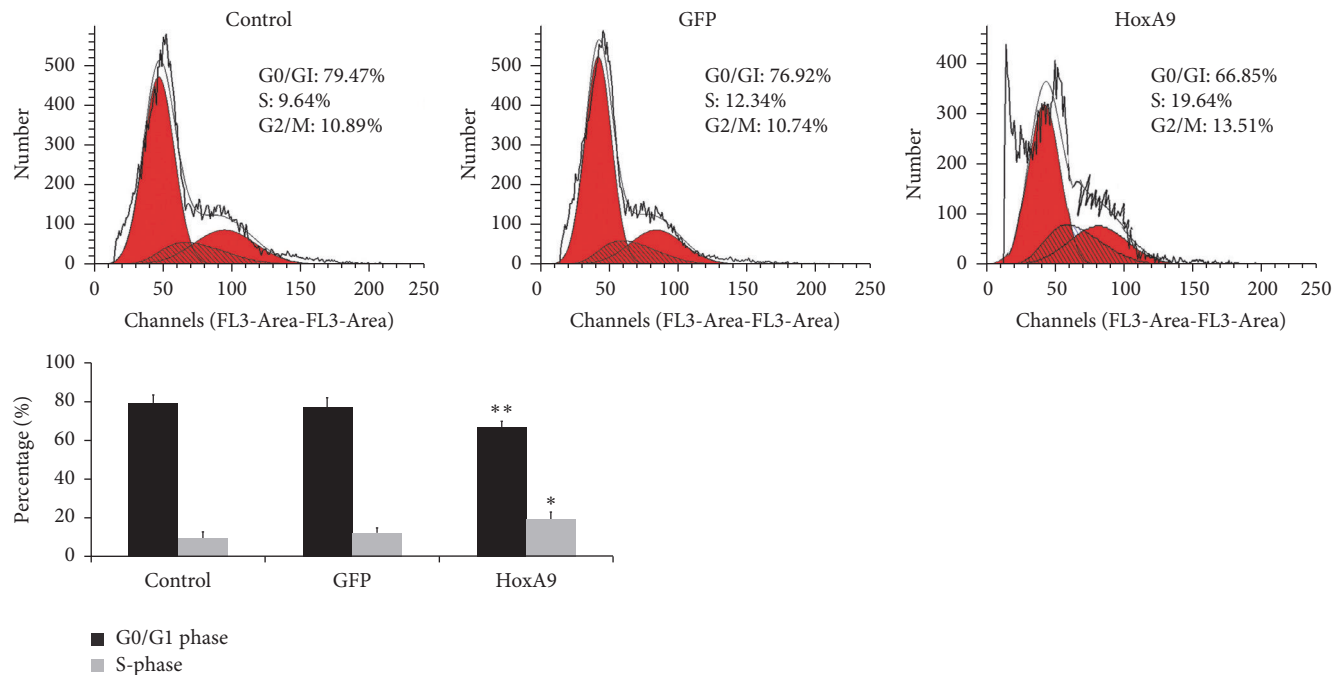 Control
500
400
300
200
100
0
Number
G0/GI: 79.47%
S: 9.64%
G2/M: 10.89%
0 50 100 150 200 250
Channels (FL3-Area-FL3-Area)
GFP
500
400
300
200
100
0
Number
G0/GI: 76.92%
S: 12.34%
G2/M: 10.74%
0 50 100 150 200 250
Channels (FL3-Area-FL3-Area)
HoxA9
400
300
200
100
0
Number
G0/GI: 66.85%
S: 19.64%
G2/M: 13.51%
0 50 100 150 200 250
Channels (FL3-Area-FL3-Area)
100
80
60
40
20
0
Percentage (%)
**
*
Control GFP HoxA9
G0/G1 phase
S-phase